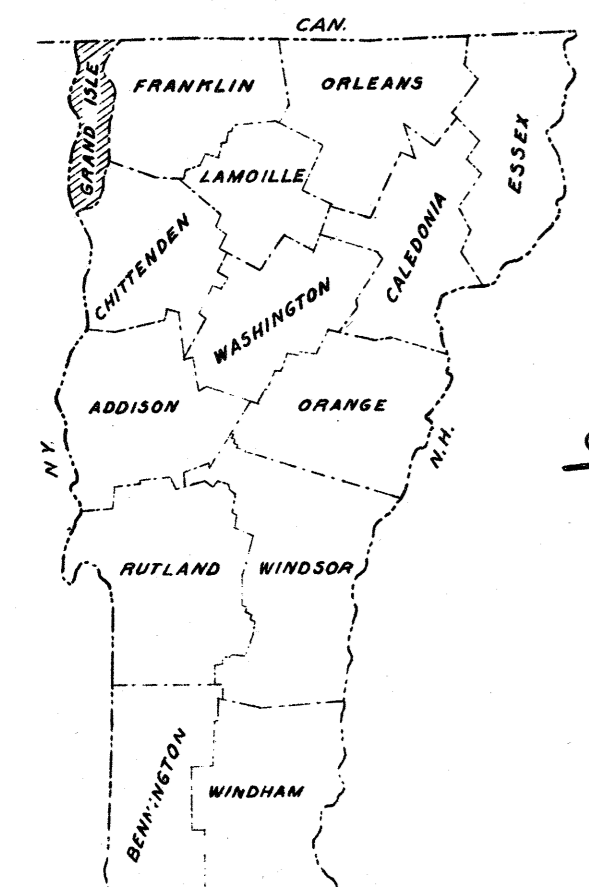 CAN.
GRAND ISLE
FRANKLIN
ORLEANS
ESSEX
LAMOILLE
CHITTENDEN
CALEDONIA
WASHINGTON
ADDISON
ORANGE
N.Y.
N.H.
RUTLAND
WINDSOR
BENNINGTON
WINDHAM